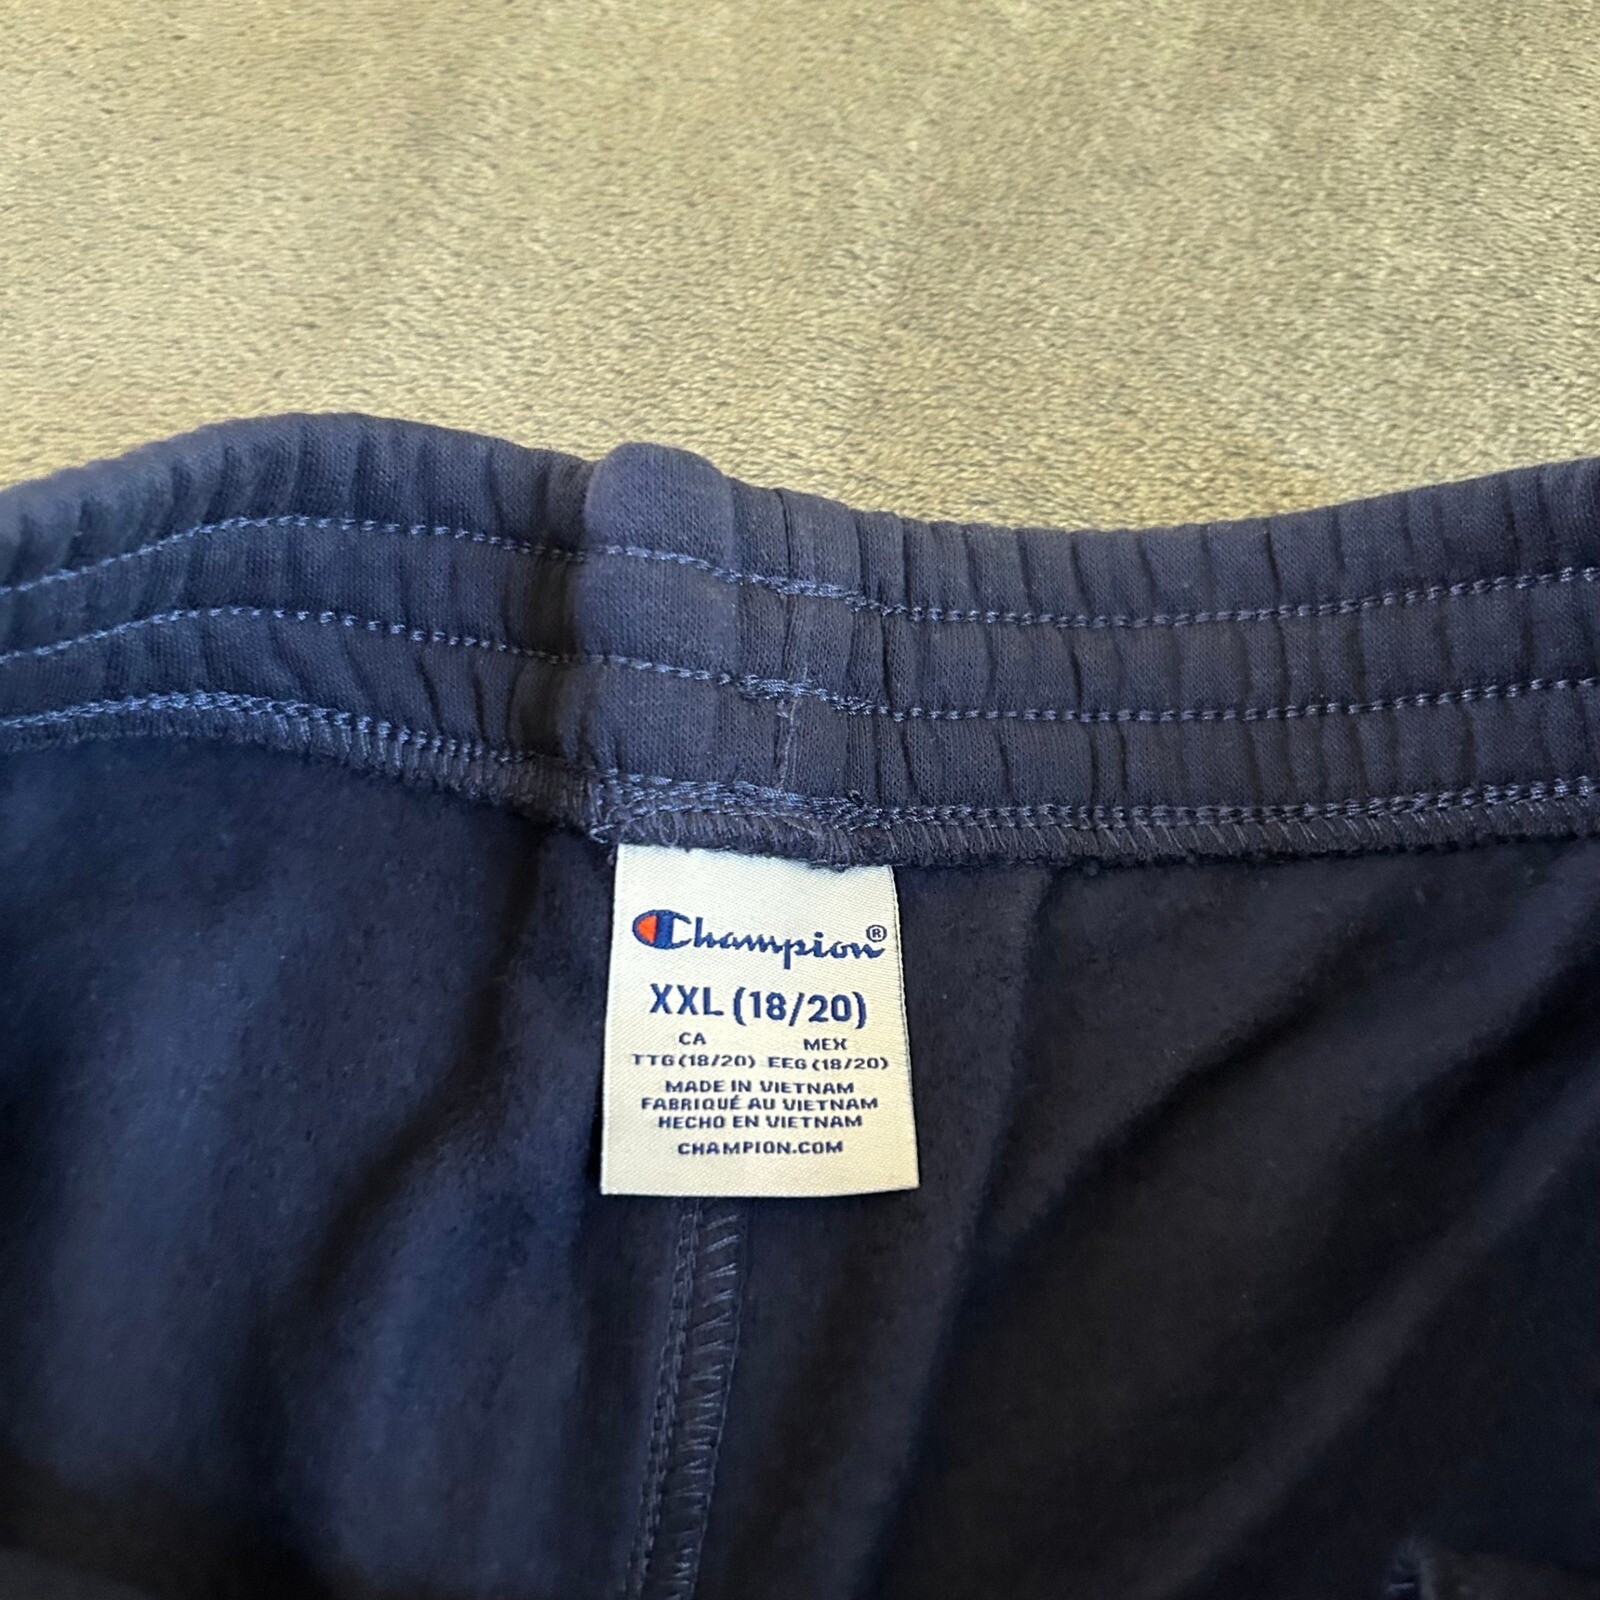 Champion®
XXL (18/20)
CA MEX
TTG (18/20) EEG (18/20)
MADE IN VIETNAM
FABRIQUÉ AU VIETNAM
HECHO EN VIETNAM
CHAMPION.COM